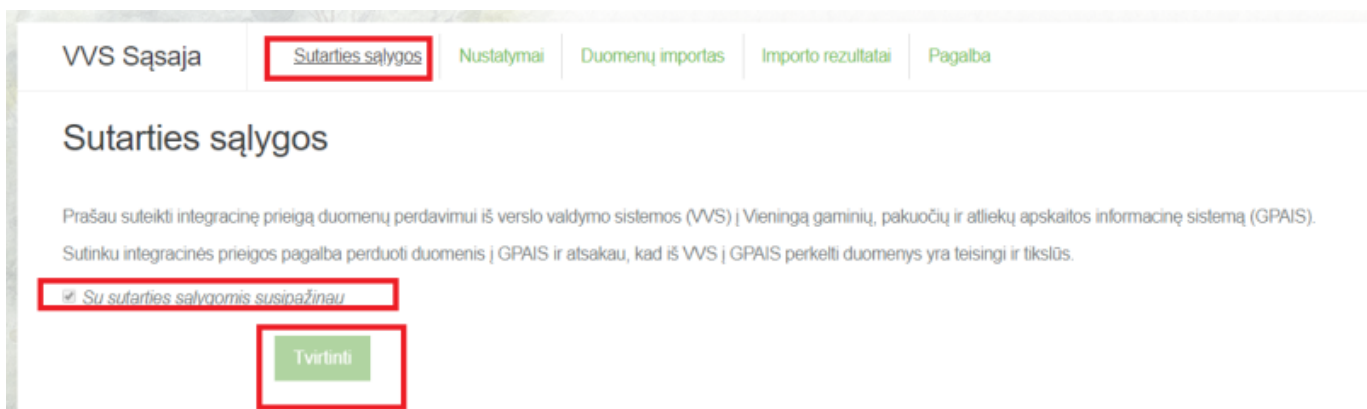 VVS Sąsaja Sutarties sąlygos Nustatymai Duomenų importas Importo rezultatai Pagalba
Sutarties sąlygos
Prašau suteikti integracinę prieigą duomenų perdavimui iš verslo valdymo sistemos (VVS) į Vieningą gaminių, pakuočių ir atliekų apskaitos informacinę sistemą (GPAIS).
Sutinku integracinės prieigos pagalba perduoti duomenis į GPAIS ir atsakau, kad iš VVS į GPAIS perkelti duomenys yra teisingi ir tikslūs.
Su sutarties sąlygomis susipažinau
Tvirtinti